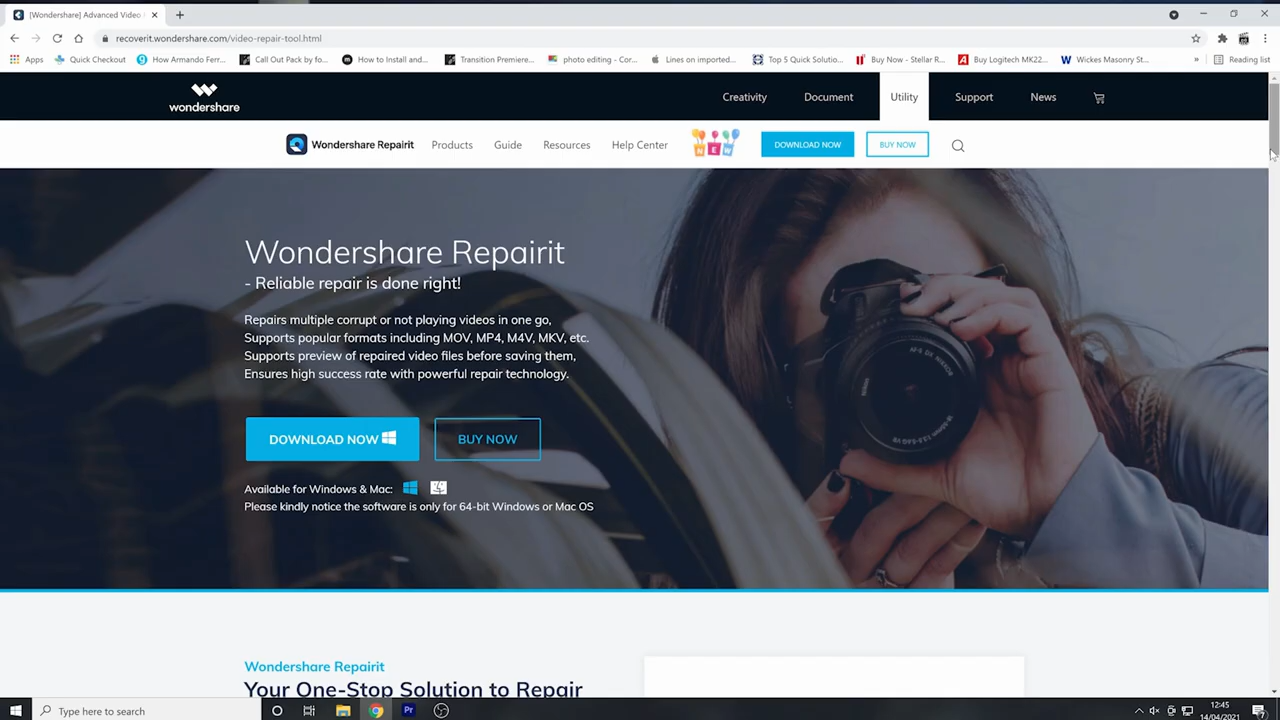 [Wondershare] Advanced Video
recoverit.wondershare.com/video-repair-tool.html
Apps
Quick Checkout
How Armando Ferr...
Call Out Pack by fo...
How to Install and...
Transition Premiere...
photo editing - Cor...
Lines on imported...
Top 5 Quick Solutio...
Buy Now - Stellar R...
Buy Logitech MK22...
Wickes Masonry St...
»
Reading list
wondershare
Creativity
Document
Utility
Support
News
Wondershare Repairit
Products
Guide
Resources
Help Center
NEW
DOWNLOAD NOW
BUY NOW
Wondershare Repairit
- Reliable repair is done right!
Repairs multiple corrupt or not playing videos in one go,
Supports popular formats including MOV, MP4, M4V, MKV, etc.
Supports preview of repaired video files before saving them,
Ensures high success rate with powerful repair technology.
DOWNLOAD NOW
BUY NOW
Available for Windows & Mac:
Please kindly notice the software is only for 64-bit Windows or Mac OS
Wondershare Repairit
Your One-Stop Solution to Repair
Type here to search
Pr
12:45
14/04/2021